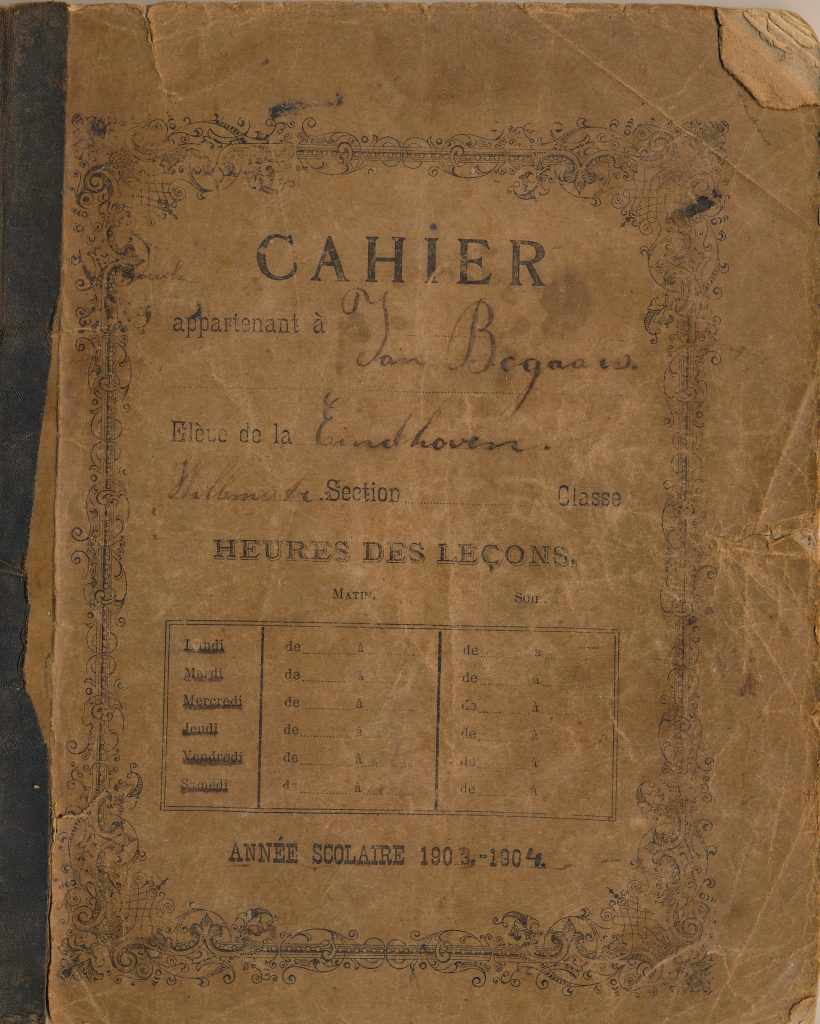 CAHIER
appartenant à Jan Bogaars.
Elève de la Eindhoven.
Section Classe
HEURES DES LEÇONS.
MATIN. SOIR.
Lundi de à de à
Mardi de à de à
Mercredi de à de à
Jeudi de à de à
Vendredi de à de à
Samedi de à de à
ANNÉE SCOLAIRE 1903.-1904.